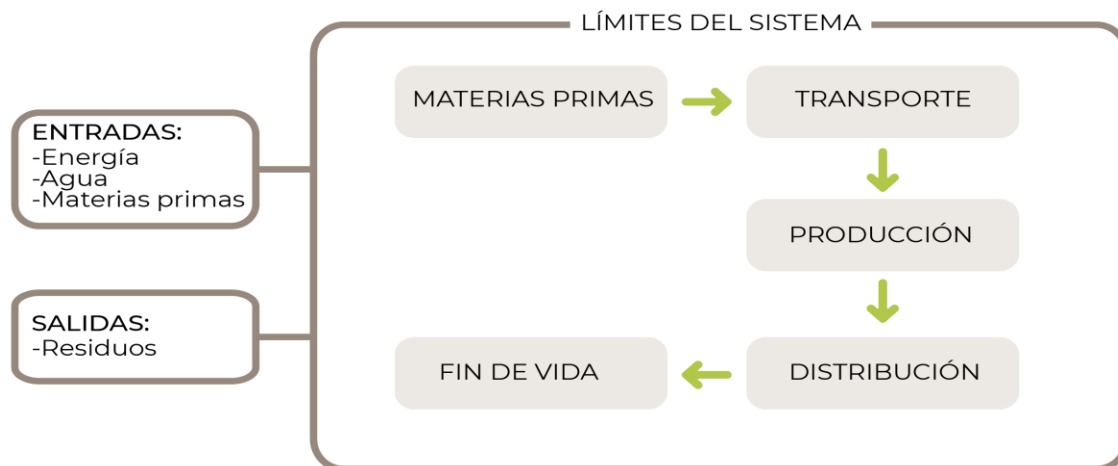 LÍMITES DEL SISTEMA
MATERIAS PRIMAS
TRANSPORTE
ENTRADAS:
-Energía
-Agua
-Materias primas
PRODUCCIÓN
SALIDAS:
-Residuos
FIN DE VIDA
DISTRIBUCIÓN